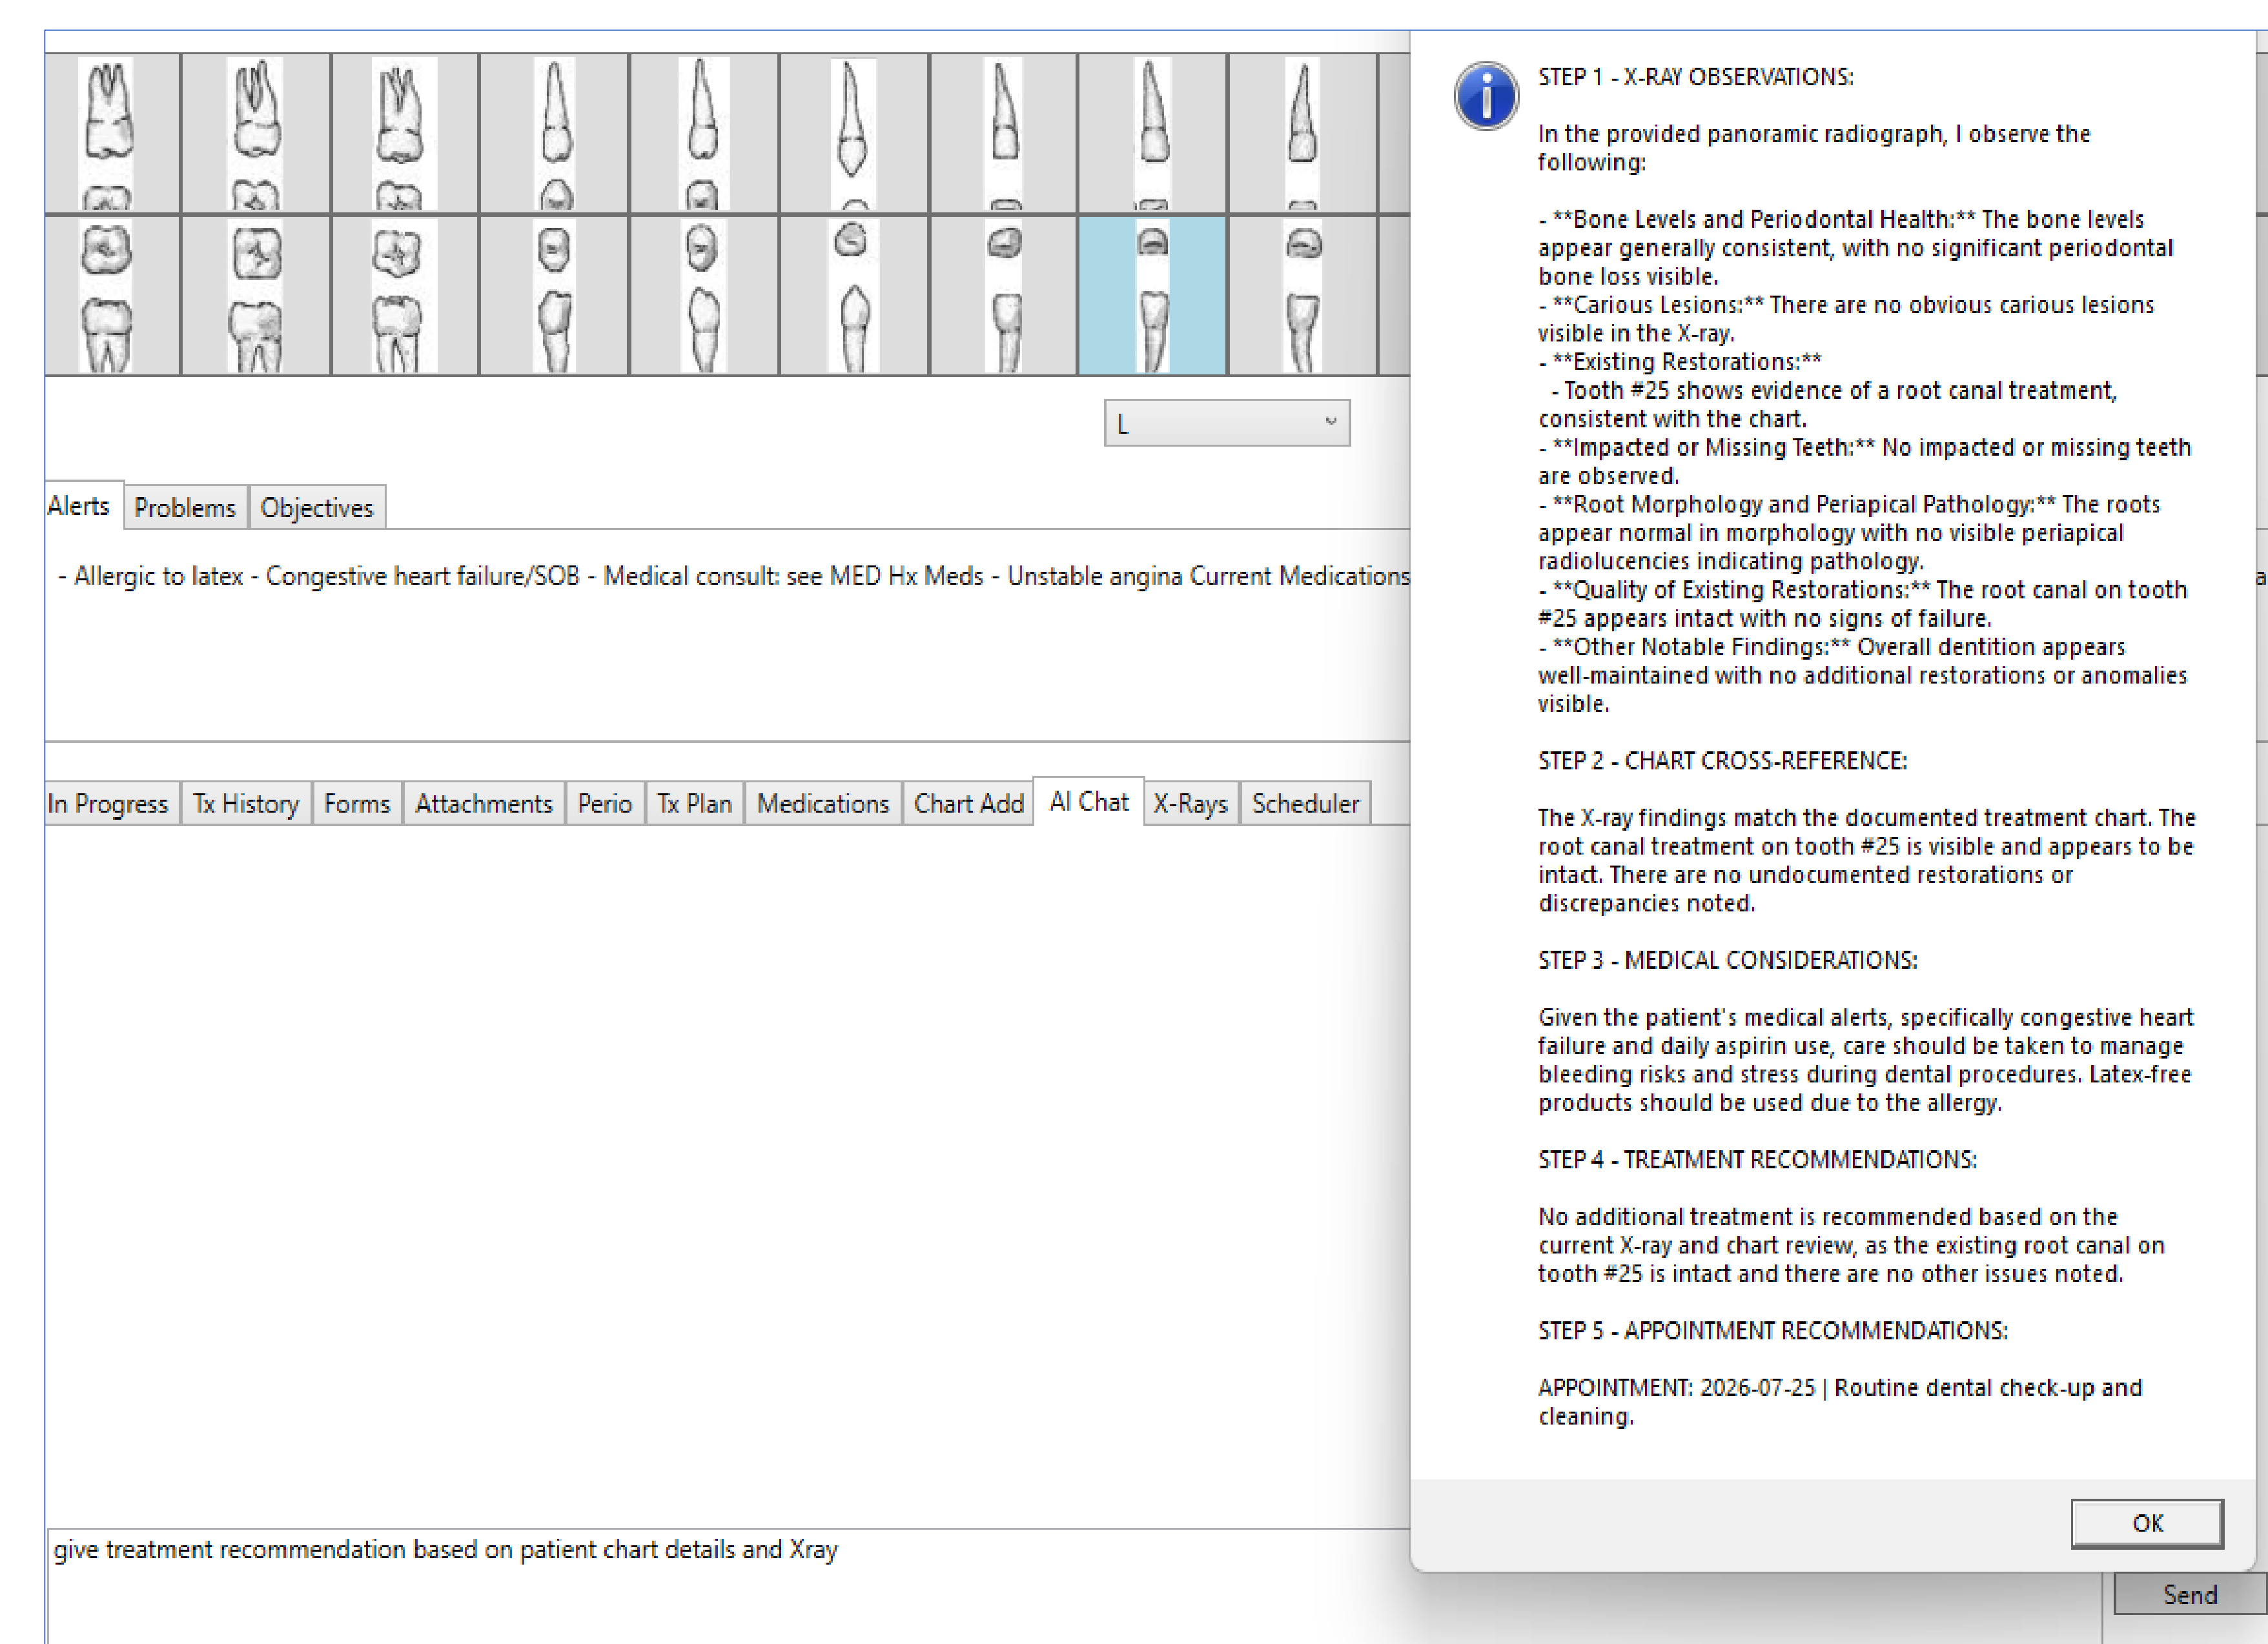 L
Alerts
Problems
Objectives
- Allergic to latex - Congestive heart failure/SOB - Medical consult: see MED Hx Meds - Unstable angina Current Medications
In Progress
Tx History
Forms
Attachments
Perio
Tx Plan
Medications
Chart Add
AI Chat
X-Rays
Scheduler
give treatment recommendation based on patient chart details and Xray
STEP 1 - X-RAY OBSERVATIONS:
In the provided panoramic radiograph, I observe the
following:
- **Bone Levels and Periodontal Health:** The bone levels
appear generally consistent, with no significant periodontal
bone loss visible.
- **Carious Lesions:** There are no obvious carious lesions
visible in the X-ray.
- **Existing Restorations:**
- Tooth #25 shows evidence of a root canal treatment,
consistent with the chart.
- **Impacted or Missing Teeth:** No impacted or missing teeth
are observed.
- **Root Morphology and Periapical Pathology:** The roots
appear normal in morphology with no visible periapical
radiolucencies indicating pathology.
- **Quality of Existing Restorations:** The root canal on tooth
#25 appears intact with no signs of failure.
- **Other Notable Findings:** Overall dentition appears
well-maintained with no additional restorations or anomalies
visible.
STEP 2 - CHART CROSS-REFERENCE:
The X-ray findings match the documented treatment chart. The
root canal treatment on tooth #25 is visible and appears to be
intact. There are no undocumented restorations or
discrepancies noted.
STEP 3 - MEDICAL CONSIDERATIONS:
Given the patient's medical alerts, specifically congestive heart
failure and daily aspirin use, care should be taken to manage
bleeding risks and stress during dental procedures. Latex-free
products should be used due to the allergy.
STEP 4 - TREATMENT RECOMMENDATIONS:
No additional treatment is recommended based on the
current X-ray and chart review, as the existing root canal on
tooth #25 is intact and there are no other issues noted.
STEP 5 - APPOINTMENT RECOMMENDATIONS:
APPOINTMENT: 2026-07-25 | Routine dental check-up and
cleaning.
OK
Send